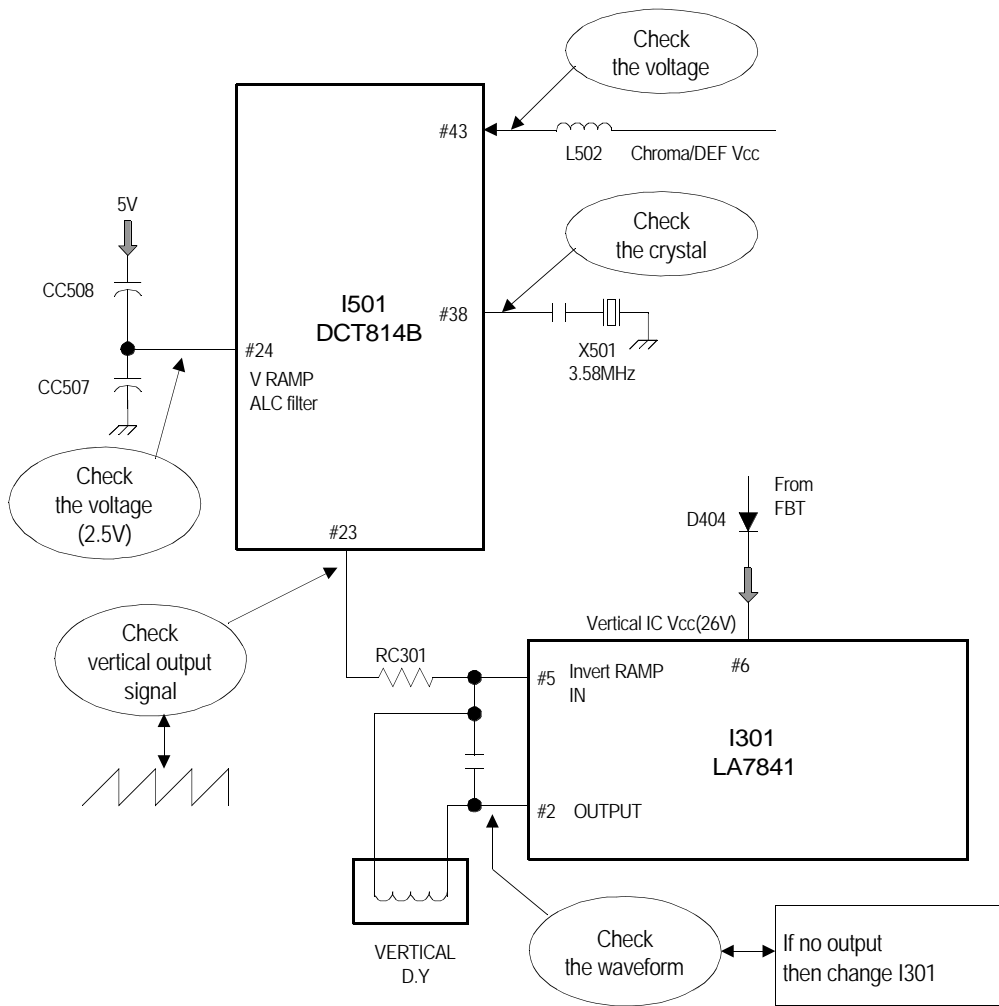 Check
the voltage
#43
L502
Chroma/DEF Vcc
5V
Check
the crystal
CC508
I501
DCT814B
#38
#24
X501
3.58MHz
CC507
V RAMP
ALC filter
Check
the voltage
(2.5V)
From
FBT
D404
#23
Check
vertical output
signal
Vertical IC Vcc(26V)
RC301
#5
Invert RAMP
IN
#6
I301
LA7841
#2
OUTPUT
VERTICAL
D.Y
Check
the waveform
If no output
then change I301